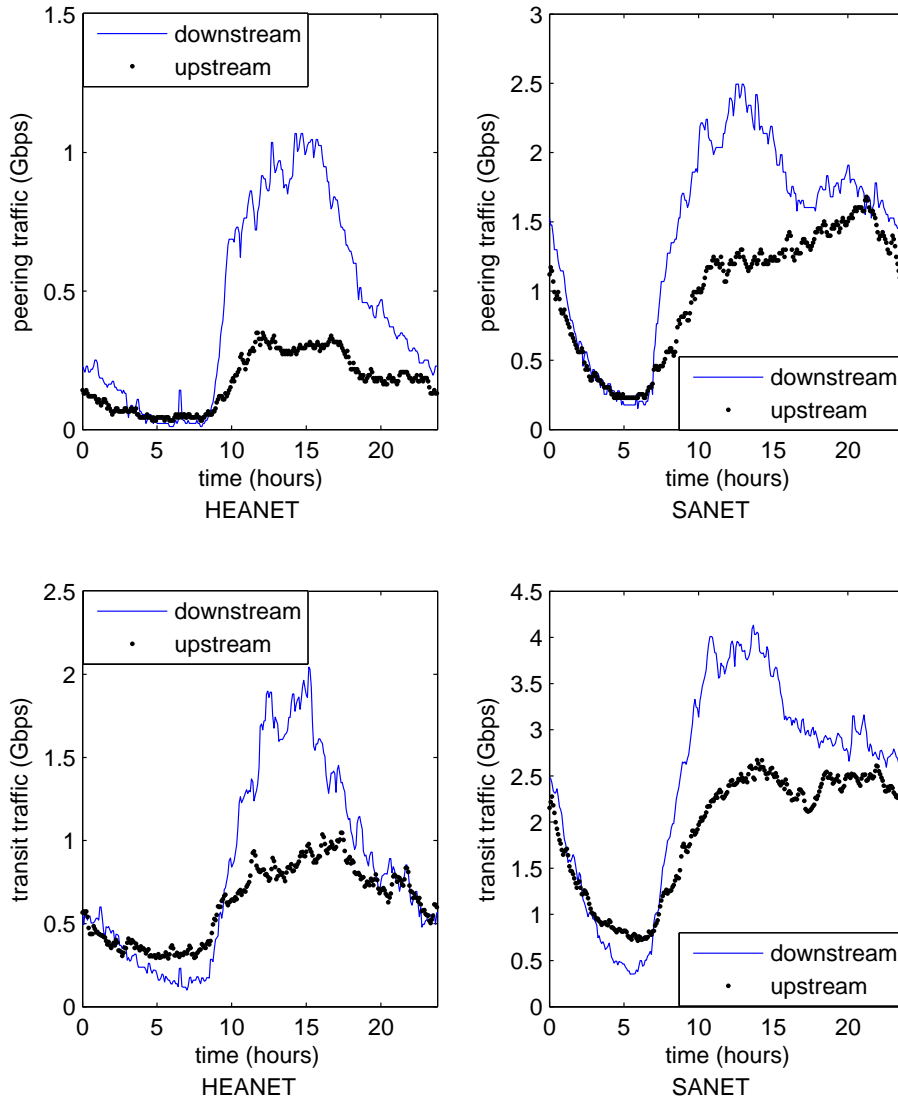 1.5
1
0.5
0
peering traffic (Gbps)
downstream
upstream
0 5 10 15 20
time (hours)
HEANET
3
2.5
2
1.5
1
0.5
0
peering traffic (Gbps)
downstream
upstream
0 5 10 15 20
time (hours)
SANET
2.5
2
1.5
1
0.5
0
transit traffic (Gbps)
downstream
upstream
0 5 10 15 20
time (hours)
HEANET
4.5
4
3.5
3
2.5
2
1.5
1
0.5
0
transit traffic (Gbps)
downstream
upstream
0 5 10 15 20
time (hours)
SANET